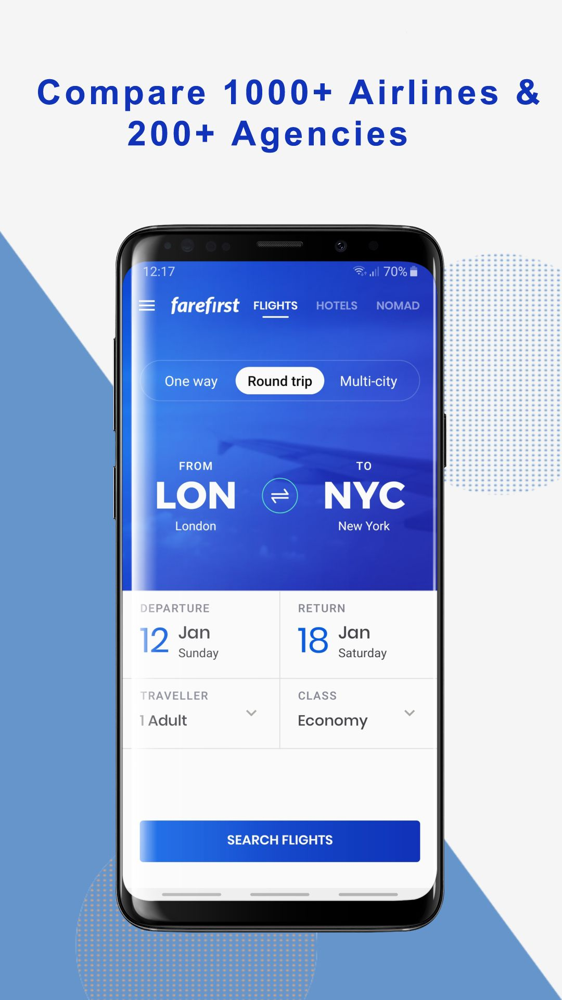 Compare 1000+ Airlines &
200+ Agencies
12:17 70%
farefirst FLIGHTS HOTELS NOMAD
One way Round trip Multi-city
FROM TO
LON NYC
London New York
DEPARTURE RETURN
12 Jan Sunday 18 Jan Saturday
TRAVELLER CLASS
1 Adult Economy
SEARCH FLIGHTS